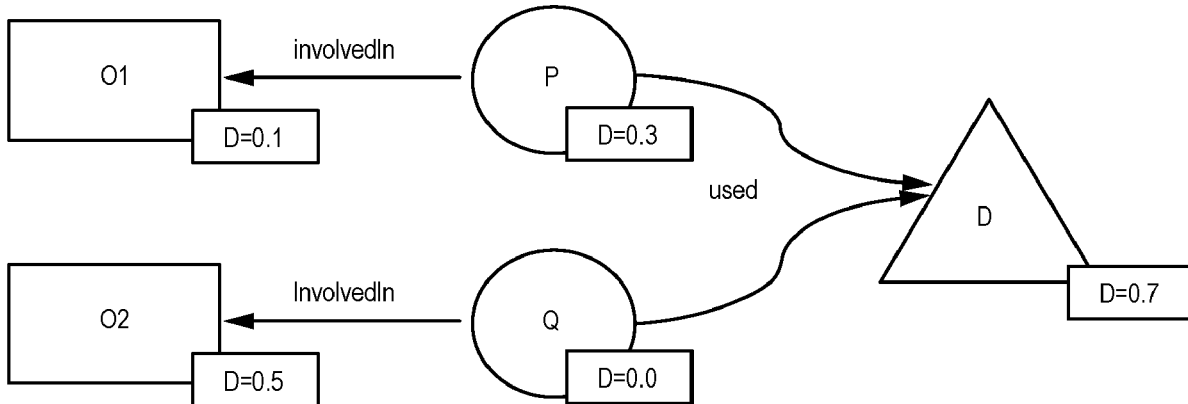 O1
involvedIn
P
D=0.1
D=0.3
used
D
D=0.7
O2
InvolvedIn
Q
D=0.5
D=0.0